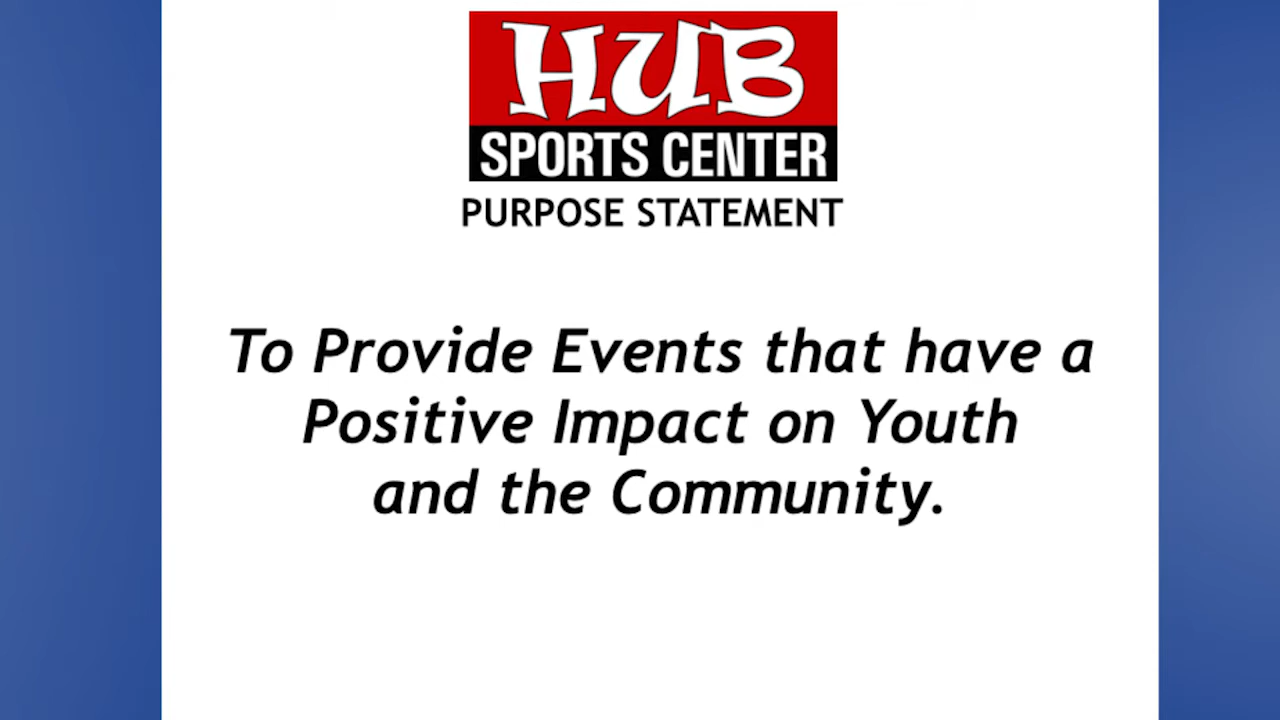 HUB
SPORTS CENTER
PURPOSE STATEMENT
To Provide Events that have a
Positive Impact on Youth
and the Community.